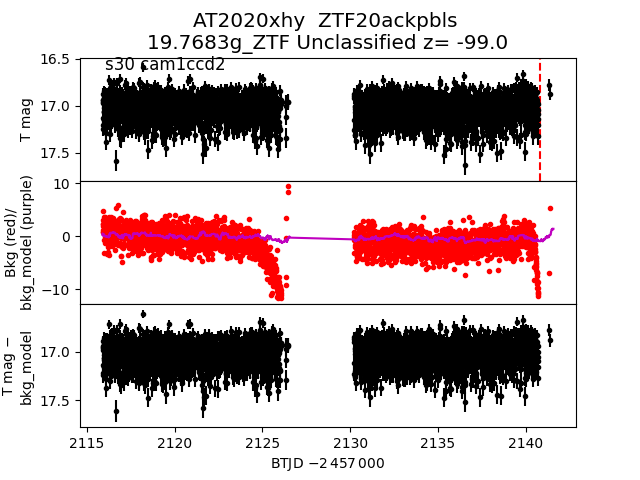 AT2020xhy  ZTF20ackpbls
19.7683g_ZTF Unclassified z= -99.0
s30 cam1ccd2
16.5
17.0
17.5
T mag
10
0
−10
Bkg (red)/
bkg_model (purple)
17.0
17.5
T mag −
bkg_model
2115 2120 2125 2130 2135 2140
BTJD −2 457 000